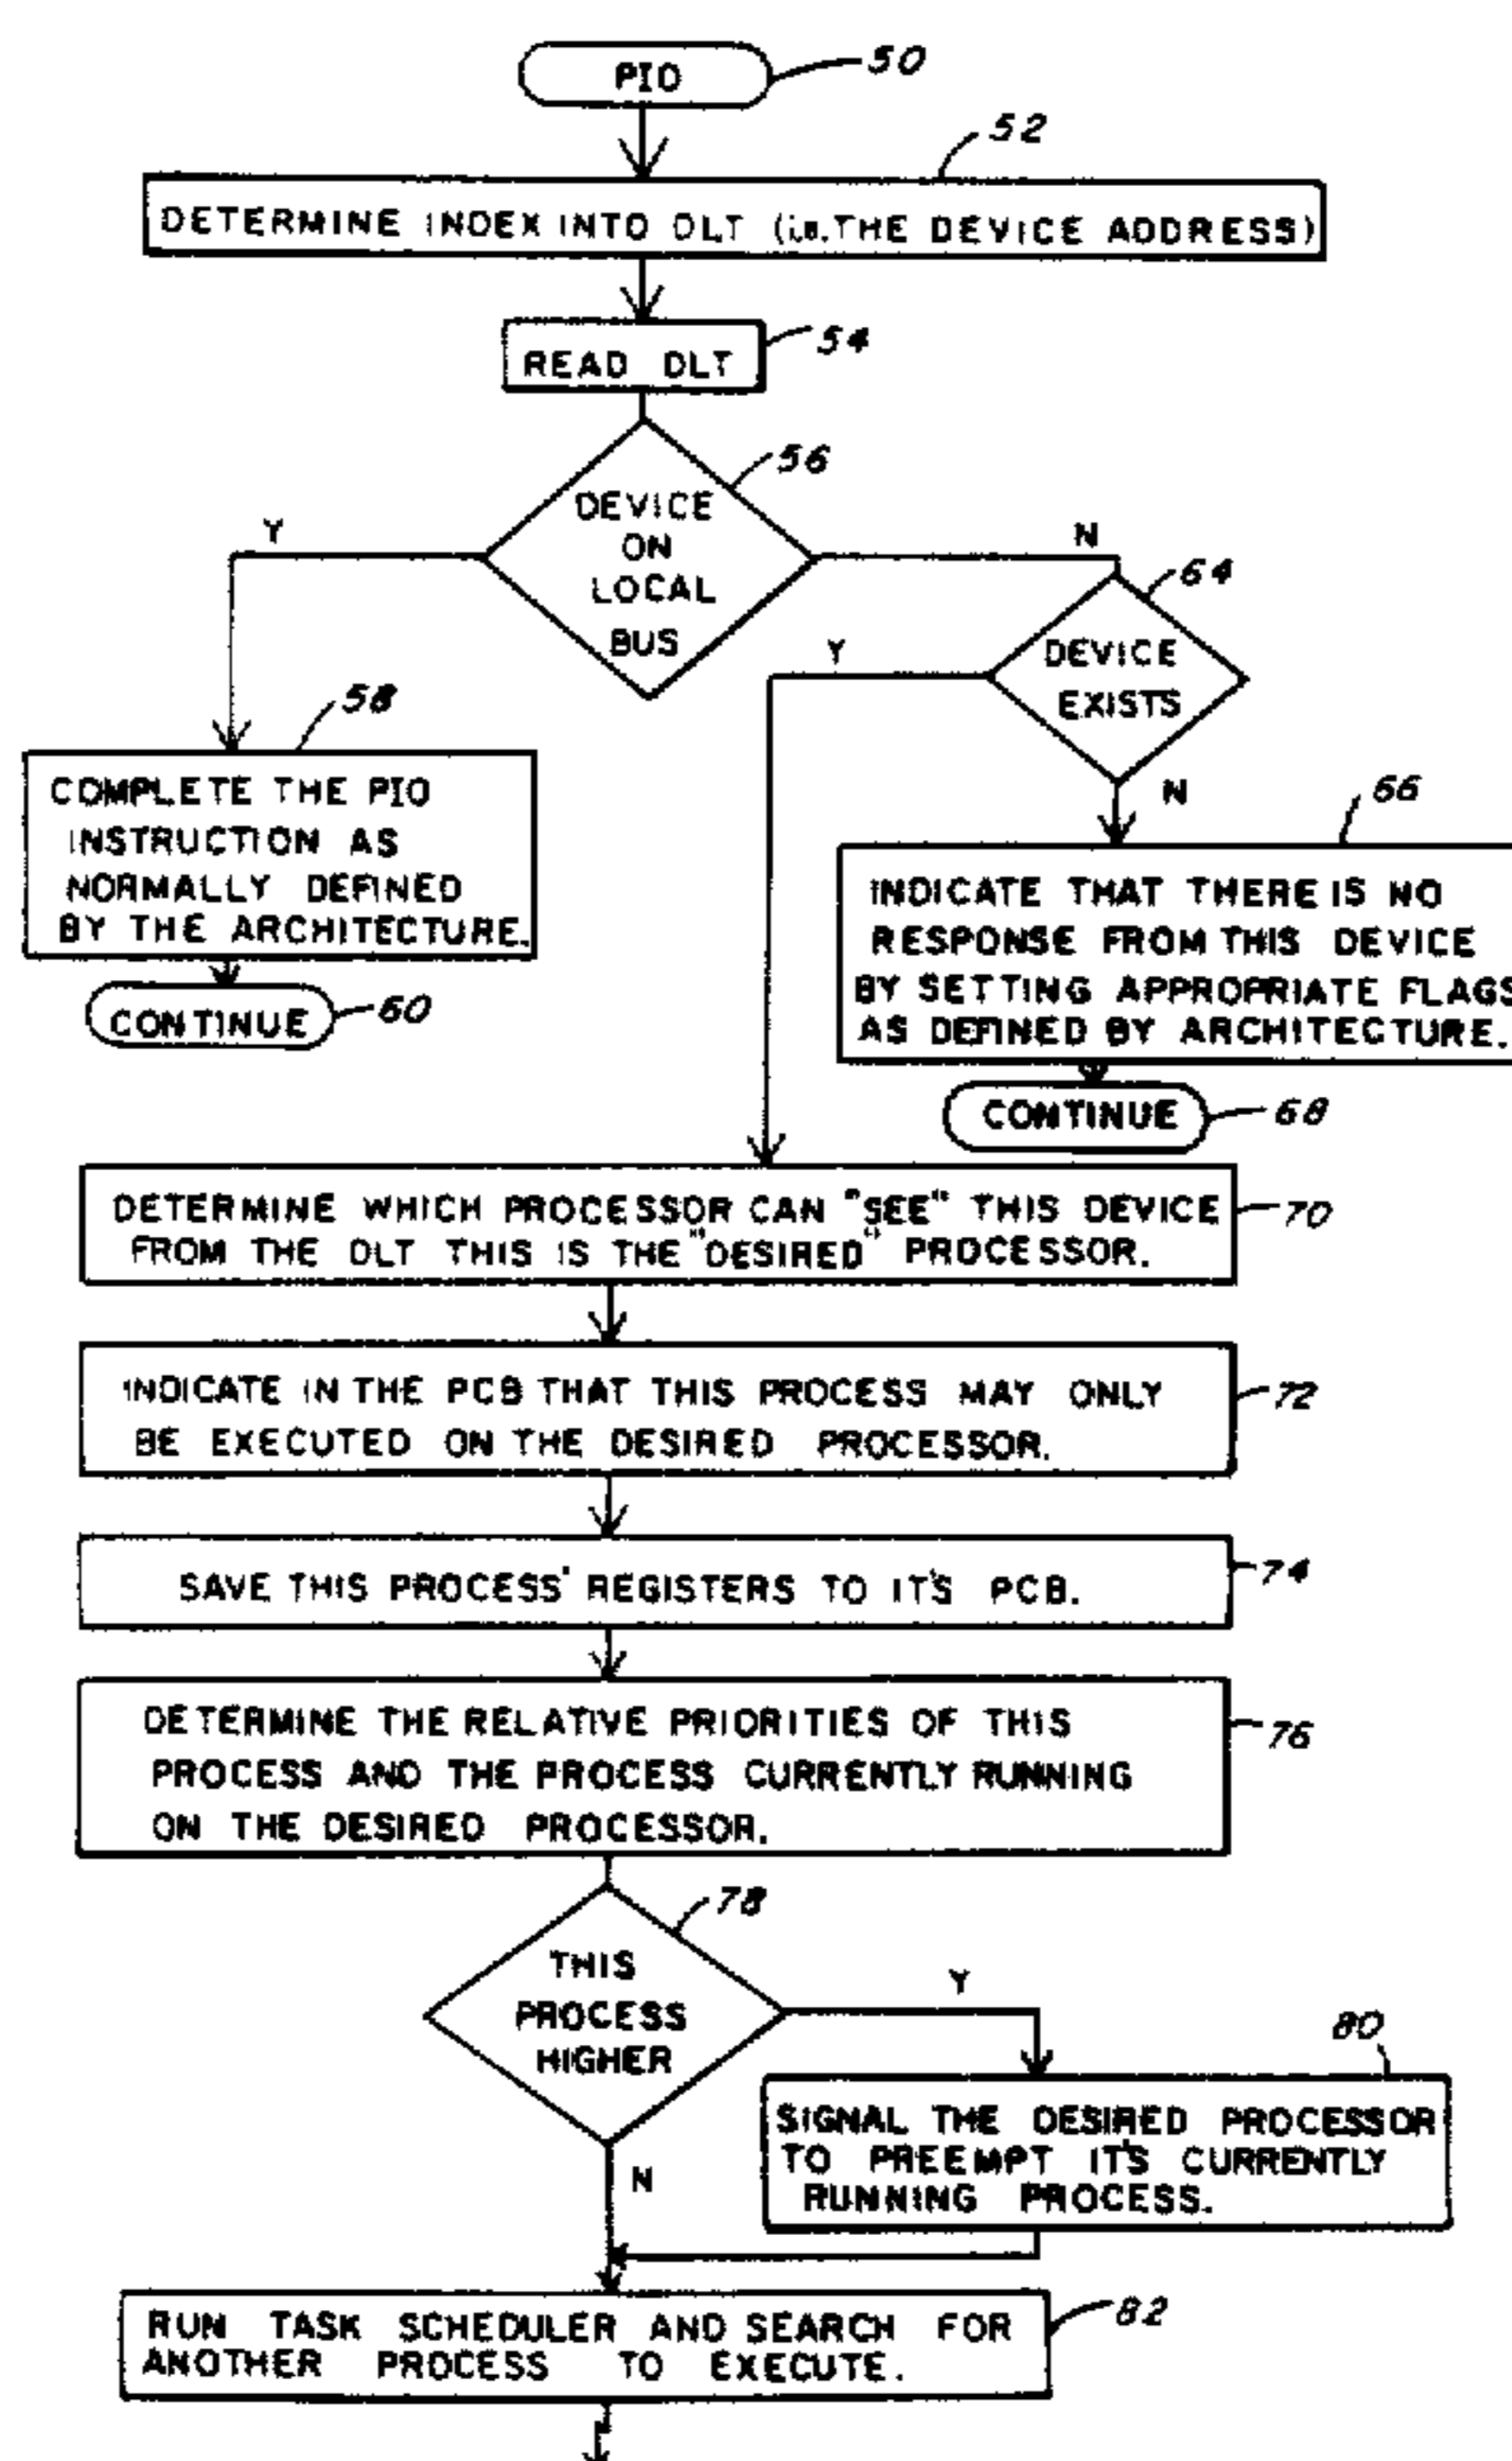 PIO
50
52
DETERMINE INDEX INTO DLT (i.e. THE DEVICE ADDRESS)
54
READ DLT
56
DEVICE
ON
LOCAL
BUS
Y
N
64
DEVICE
EXISTS
Y
N
58
COMPLETE THE PIO
INSTRUCTION AS
NORMALLY DEFINED
BY THE ARCHITECTURE.
CONTINUE
60
66
INDICATE THAT THERE IS NO
RESPONSE FROM THIS DEVICE
BY SETTING APPROPRIATE FLAGS
AS DEFINED BY ARCHITECTURE.
CONTINUE
68
DETERMINE WHICH PROCESSOR CAN "SEE" THIS DEVICE
FROM THE DLT THIS IS THE "DESIRED" PROCESSOR.
70
INDICATE IN THE PCB THAT THIS PROCESS MAY ONLY
BE EXECUTED ON THE DESIRED PROCESSOR.
72
SAVE THIS PROCESS' REGISTERS TO IT'S PCB.
74
DETERMINE THE RELATIVE PRIORITIES OF THIS
PROCESS AND THE PROCESS CURRENTLY RUNNING
ON THE DESIRED PROCESSOR.
76
78
THIS
PROCESS
HIGHER
Y
N
80
SIGNAL THE DESIRED PROCESSOR
TO PREEMPT IT'S CURRENTLY
RUNNING PROCESS.
RUN TASK SCHEDULER AND SEARCH FOR
ANOTHER PROCESS TO EXECUTE.
82